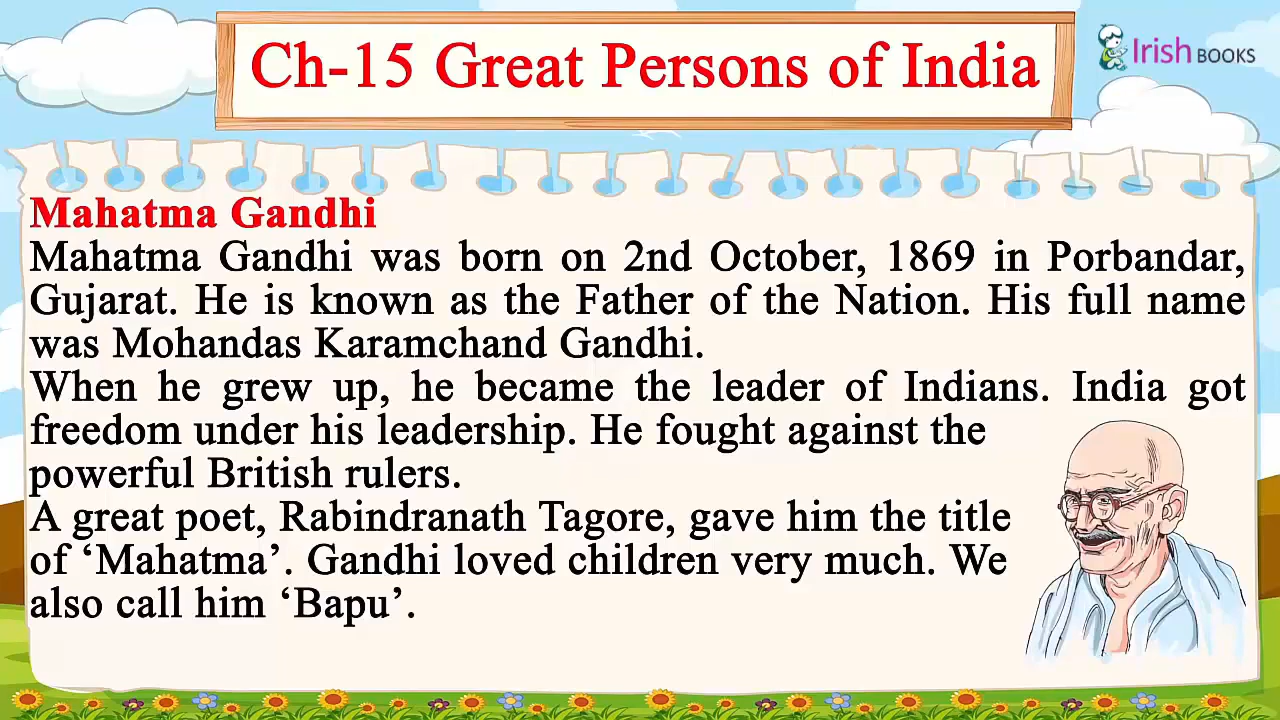 Ch-15 Great Persons of India
Irish BOOKS
Mahatma Gandhi
Mahatma Gandhi was born on 2nd October, 1869 in Porbandar,
Gujarat. He is known as the Father of the Nation. His full name
was Mohandas Karamchand Gandhi.
When he grew up, he became the leader of Indians. India got
freedom under his leadership. He fought against the
powerful British rulers.
A great poet, Rabindranath Tagore, gave him the title
of ‘Mahatma’. Gandhi loved children very much. We
also call him ‘Bapu’.